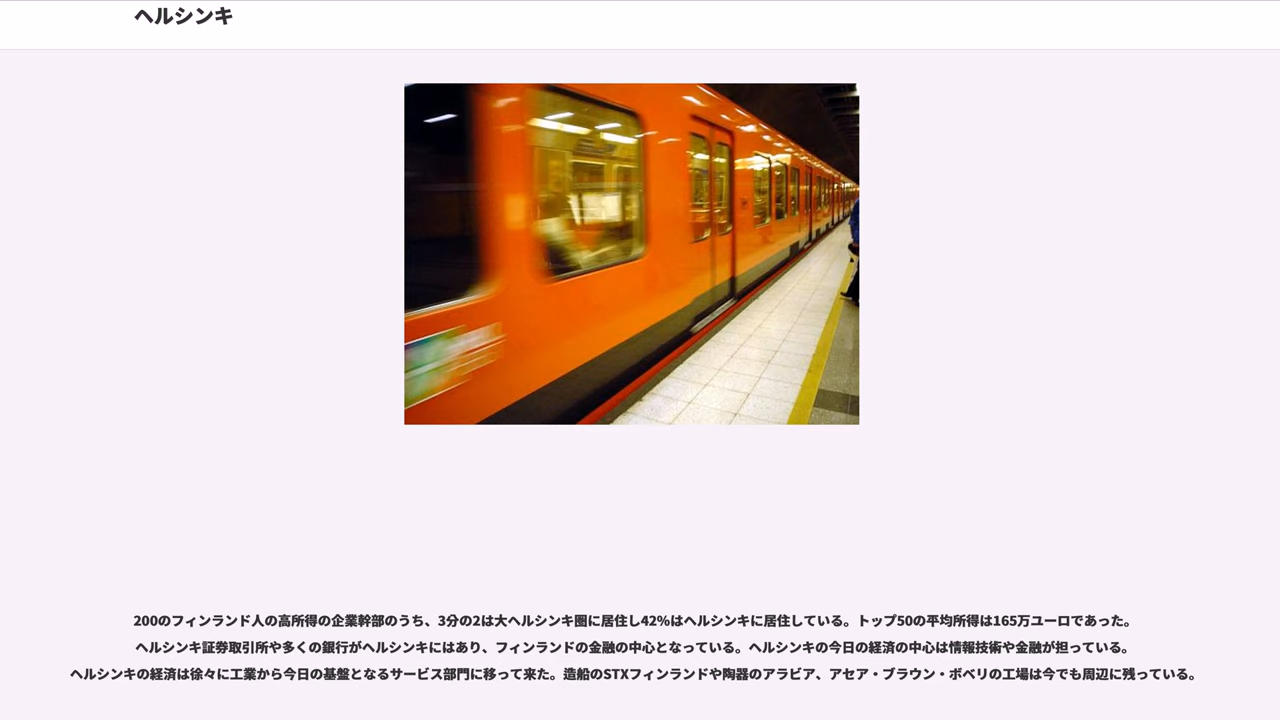 ヘルシンキ
200のフィンランド人の高所得の企業幹部のうち、3分の2は大ヘルシンキ圏に居住し42%はヘルシンキに居住している。トップ50の平均所得は165万ユーロであった。
ヘルシンキ証券取引所や多くの銀行がヘルシンキにはあり、フィンランドの金融の中心となっている。ヘルシンキの今日の経済の中心は情報技術や金融が担っている。
ヘルシンキの経済は徐々に工業から今日の基盤となるサービス部門に移って来た。造船のSTXフィンランドや陶器のアラビア、アセア・ブラウン・ボベリの工場は今でも周辺に残っている。